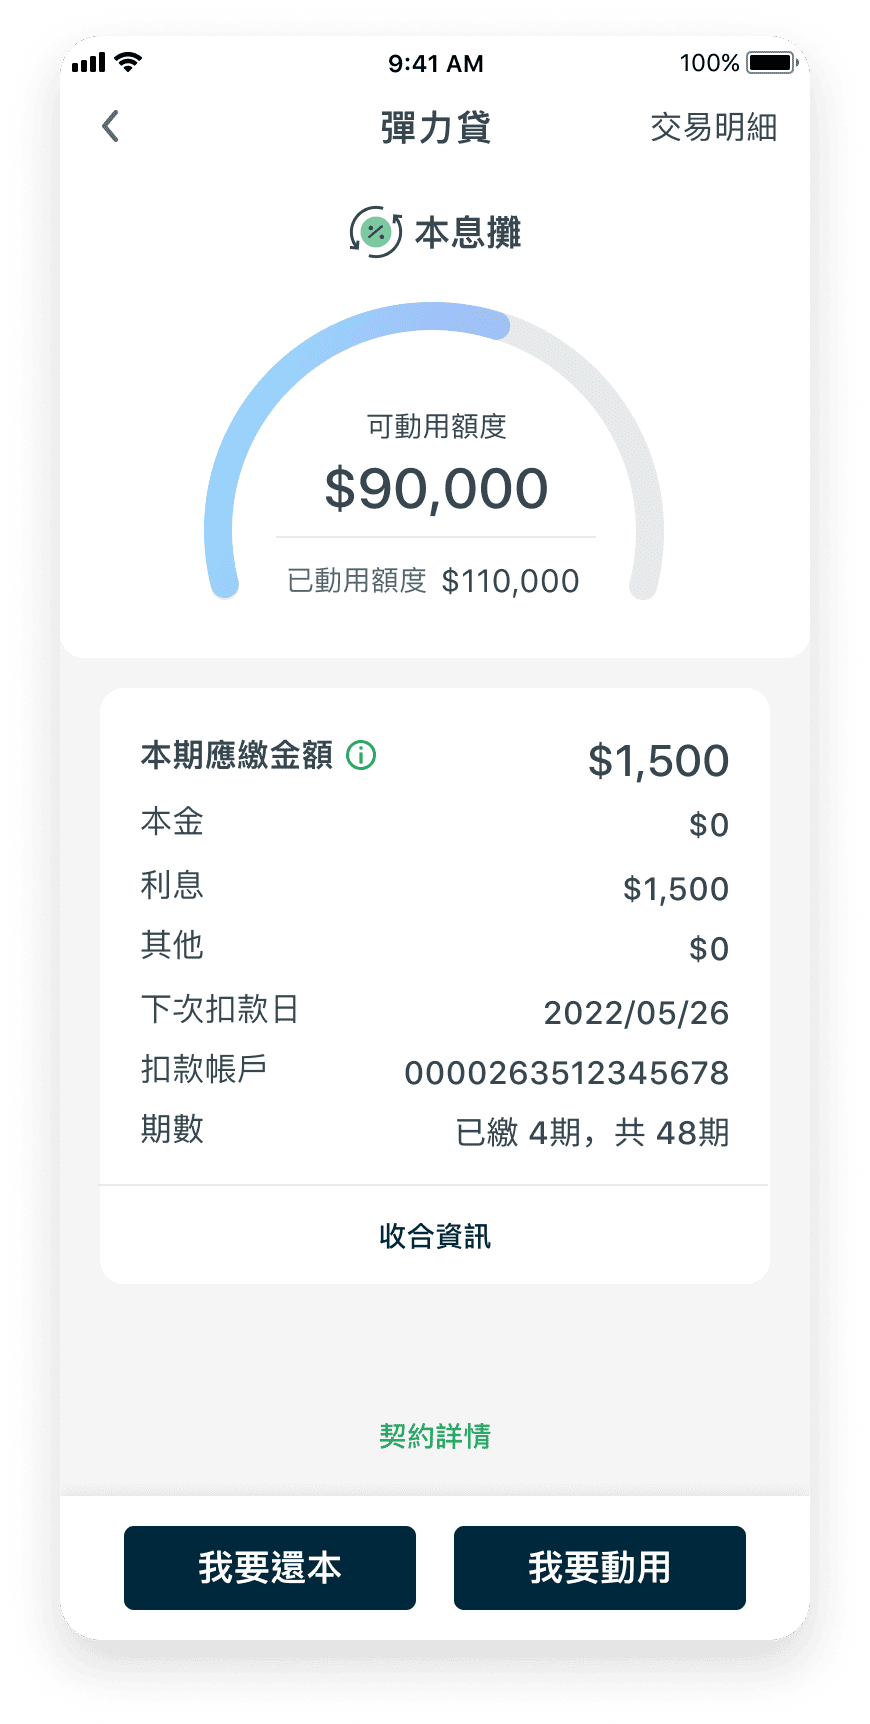 9:41 AM 100%
彈力貸 交易明細
本息攤
可動用額度
$90,000
已動用額度 $110,000
本期應繳金額 $1,500
本金 $0
利息 $1,500
其他 $0
下次扣款日 2022/05/26
扣款帳戶 0000263512345678
期數 已繳 4期，共 48期
收合資訊
契約詳情
我要還本 我要動用